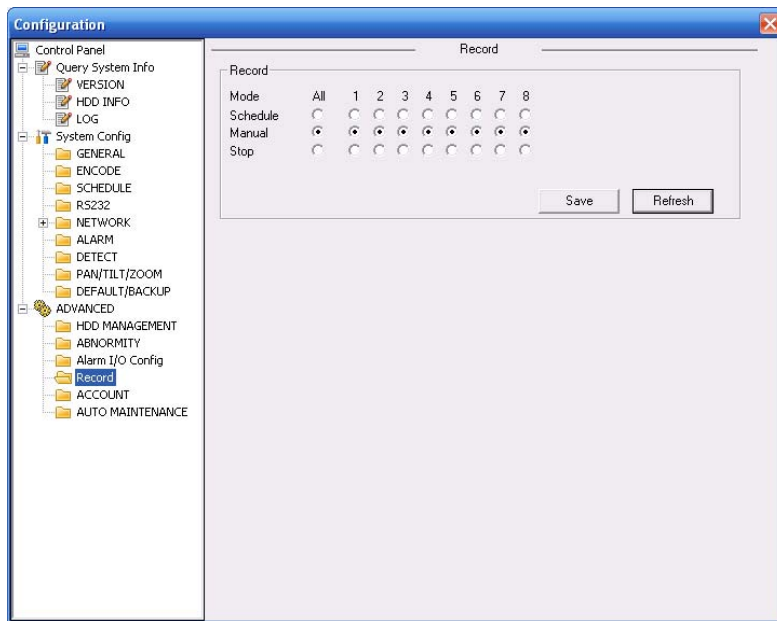 Configuration
Control Panel
Query System Info
VERSION
HDD INFO
LOG
System Config
GENERAL
ENCODE
SCHEDULE
RS232
NETWORK
ALARM
DETECT
PAN/TILT/ZOOM
DEFAULT/BACKUP
ADVANCED
HDD MANAGEMENT
ABNORMITY
Alarm I/O Config
Record
ACCOUNT
AUTO MAINTENANCE
Record
Record
Mode All 1 2 3 4 5 6 7 8
Schedule
Manual
Stop
Save Refresh